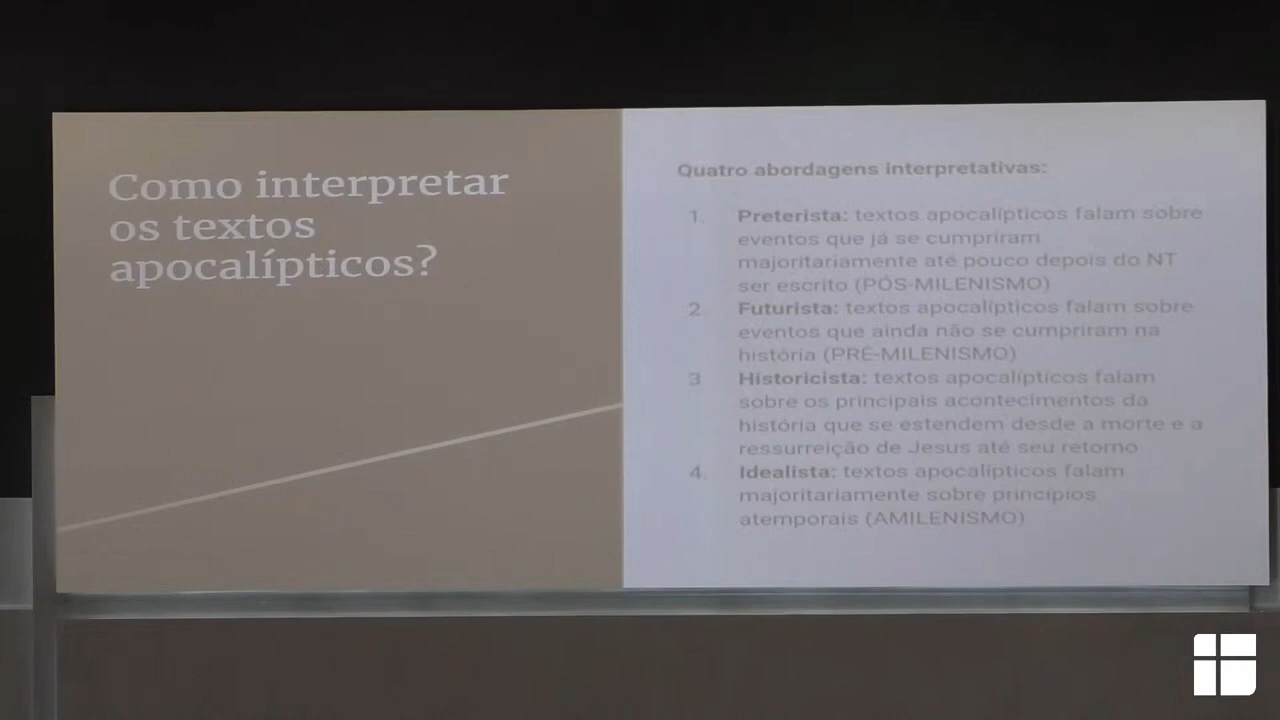 Como interpretar
os textos
apocalípticos?
Quatro abordagens interpretativas:
1. Preterista: textos apocalípticos falam sobre
eventos que já se cumpriram
majoritariamente até pouco depois do NT
ser escrito (PÓS-MILENISMO)
2. Futurista: textos apocalípticos falam sobre
eventos que ainda não se cumpriram na
história (PRÉ-MILENISMO)
3. Historicista: textos apocalípticos falam
sobre os principais acontecimentos da
história que se estendem desde a morte e a
ressurreição de Jesus até seu retorno
4. Idealista: textos apocalípticos falam
majoritariamente sobre princípios
atemporais (AMILENISMO)